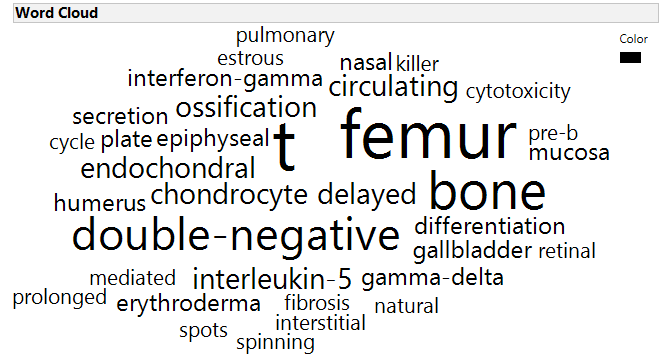 Word Cloud
Color
pulmonary
estrous
nasal killer
interferon-gamma
circulating
cytotoxicity
secretion
ossification
femur
cycle plate epiphyseal
t
pre-b
mucosa
endochondral
humerus
chondrocyte delayed
bone
double-negative
differentiation
gallbladder retinal
mediated
interleukin-5
gamma-delta
prolonged
erythroderma
fibrosis
natural
interstitial
spots
spinning